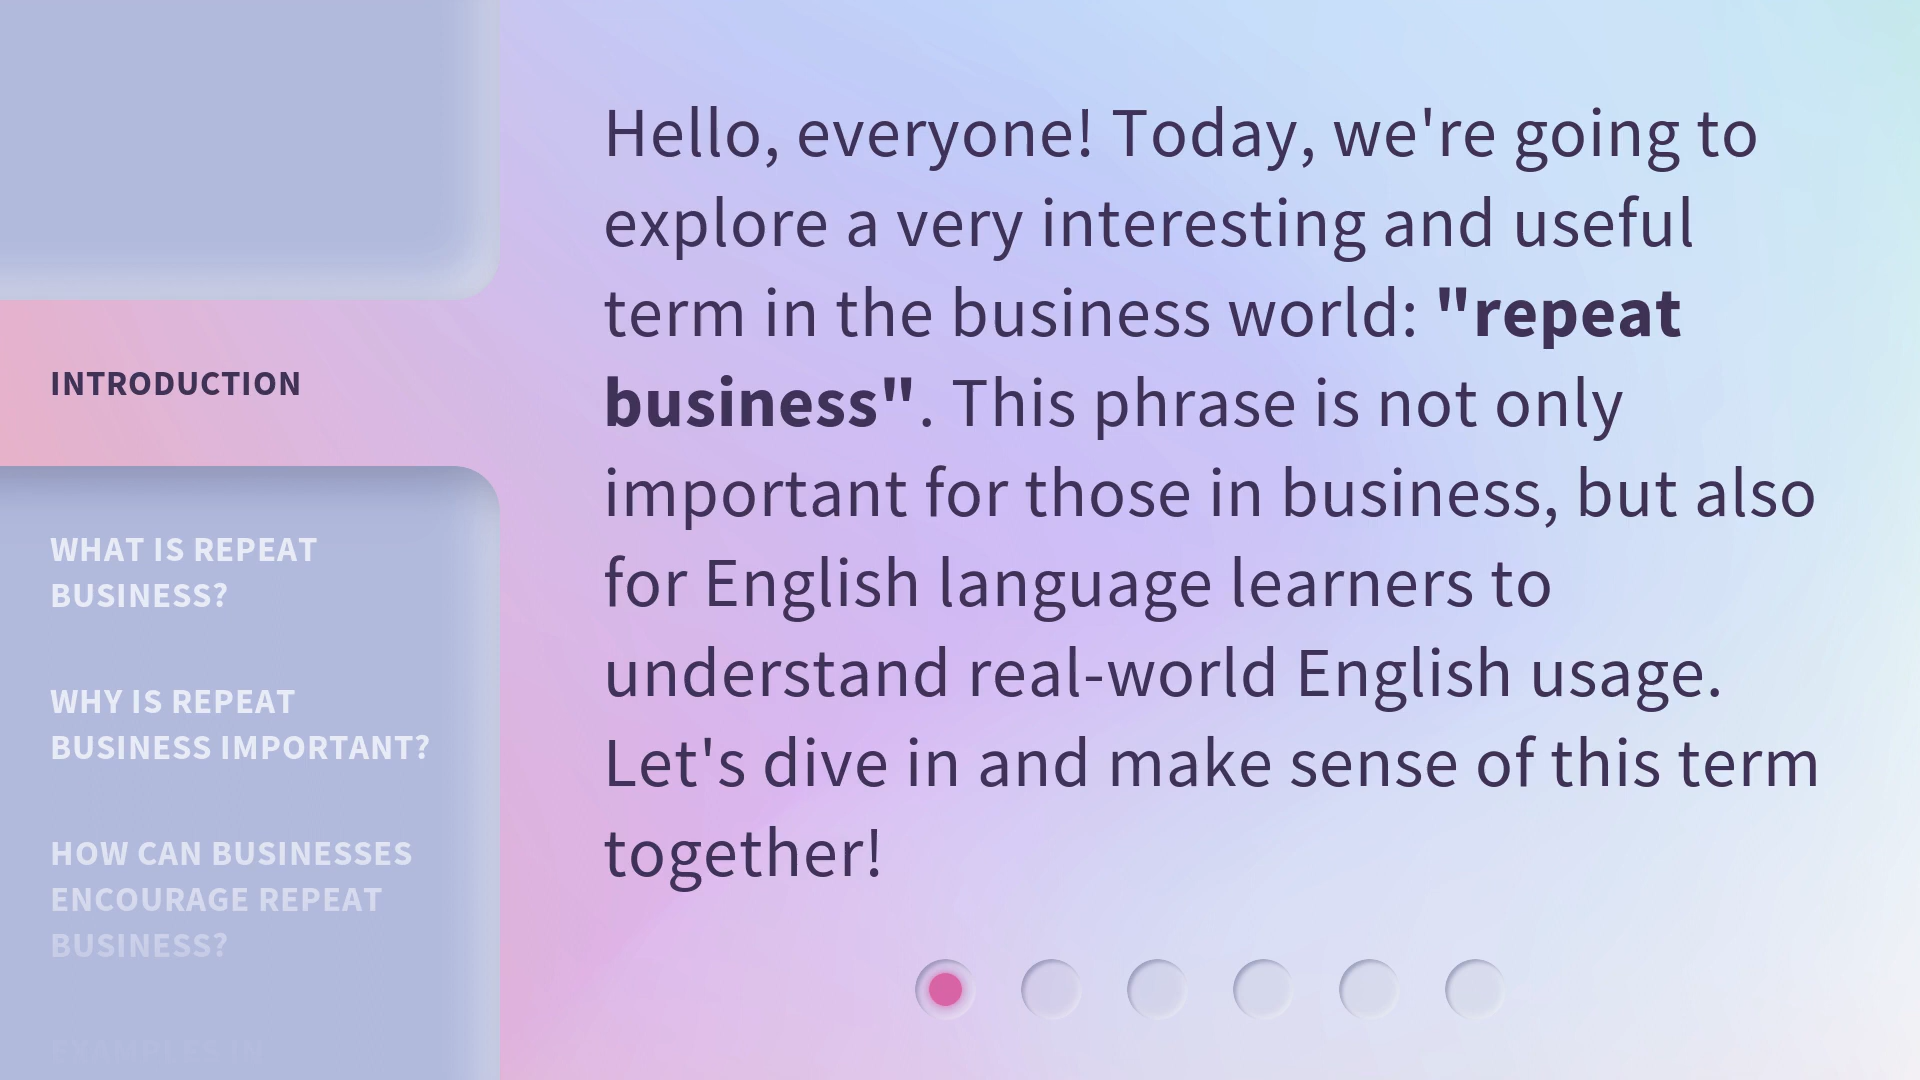 INTRODUCTION
WHAT IS REPEAT
BUSINESS?
WHY IS REPEAT
BUSINESS IMPORTANT?
HOW CAN BUSINESSES
ENCOURAGE REPEAT
BUSINESS?
EXAMPLES IN
Hello, everyone! Today, we're going to
explore a very interesting and useful
term in the business world: "repeat
business". This phrase is not only
important for those in business, but also
for English language learners to
understand real-world English usage.
Let's dive in and make sense of this term
together!